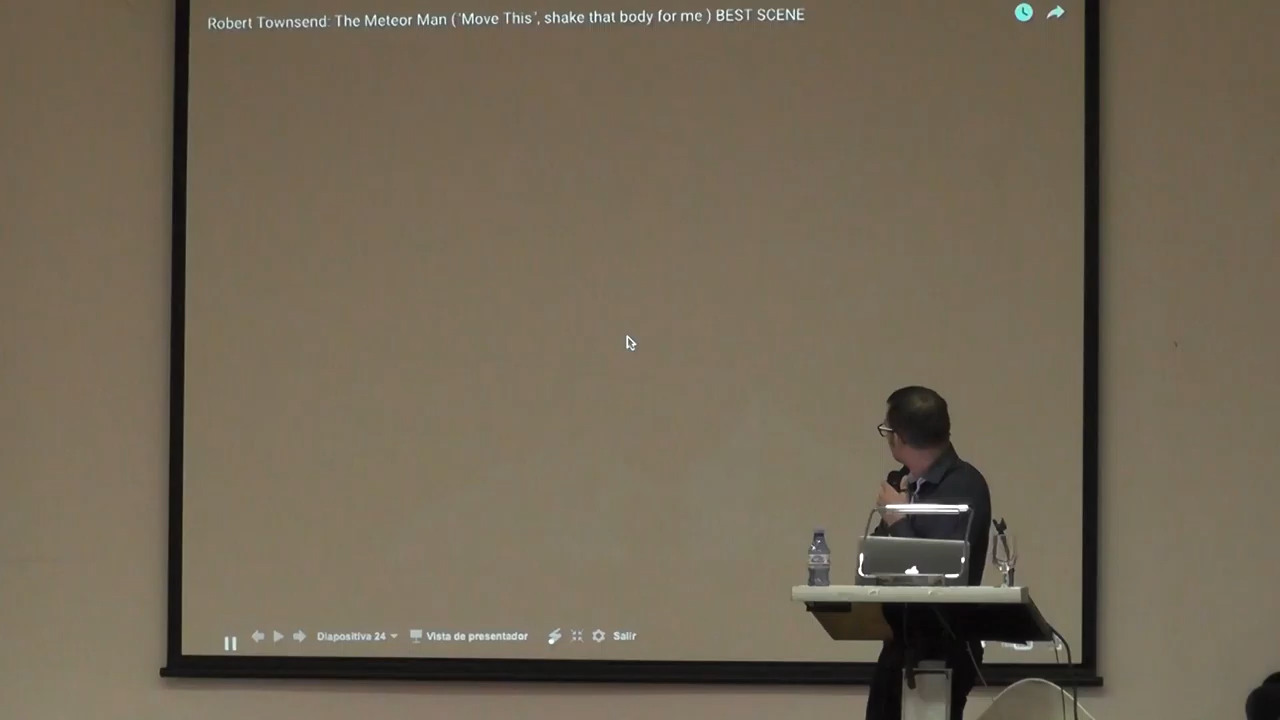 Robert Townsend: The Meteor Man ('Move This', shake that body for me ) BEST SCENE
Diapositiva 24
Vista de presentador
Salir